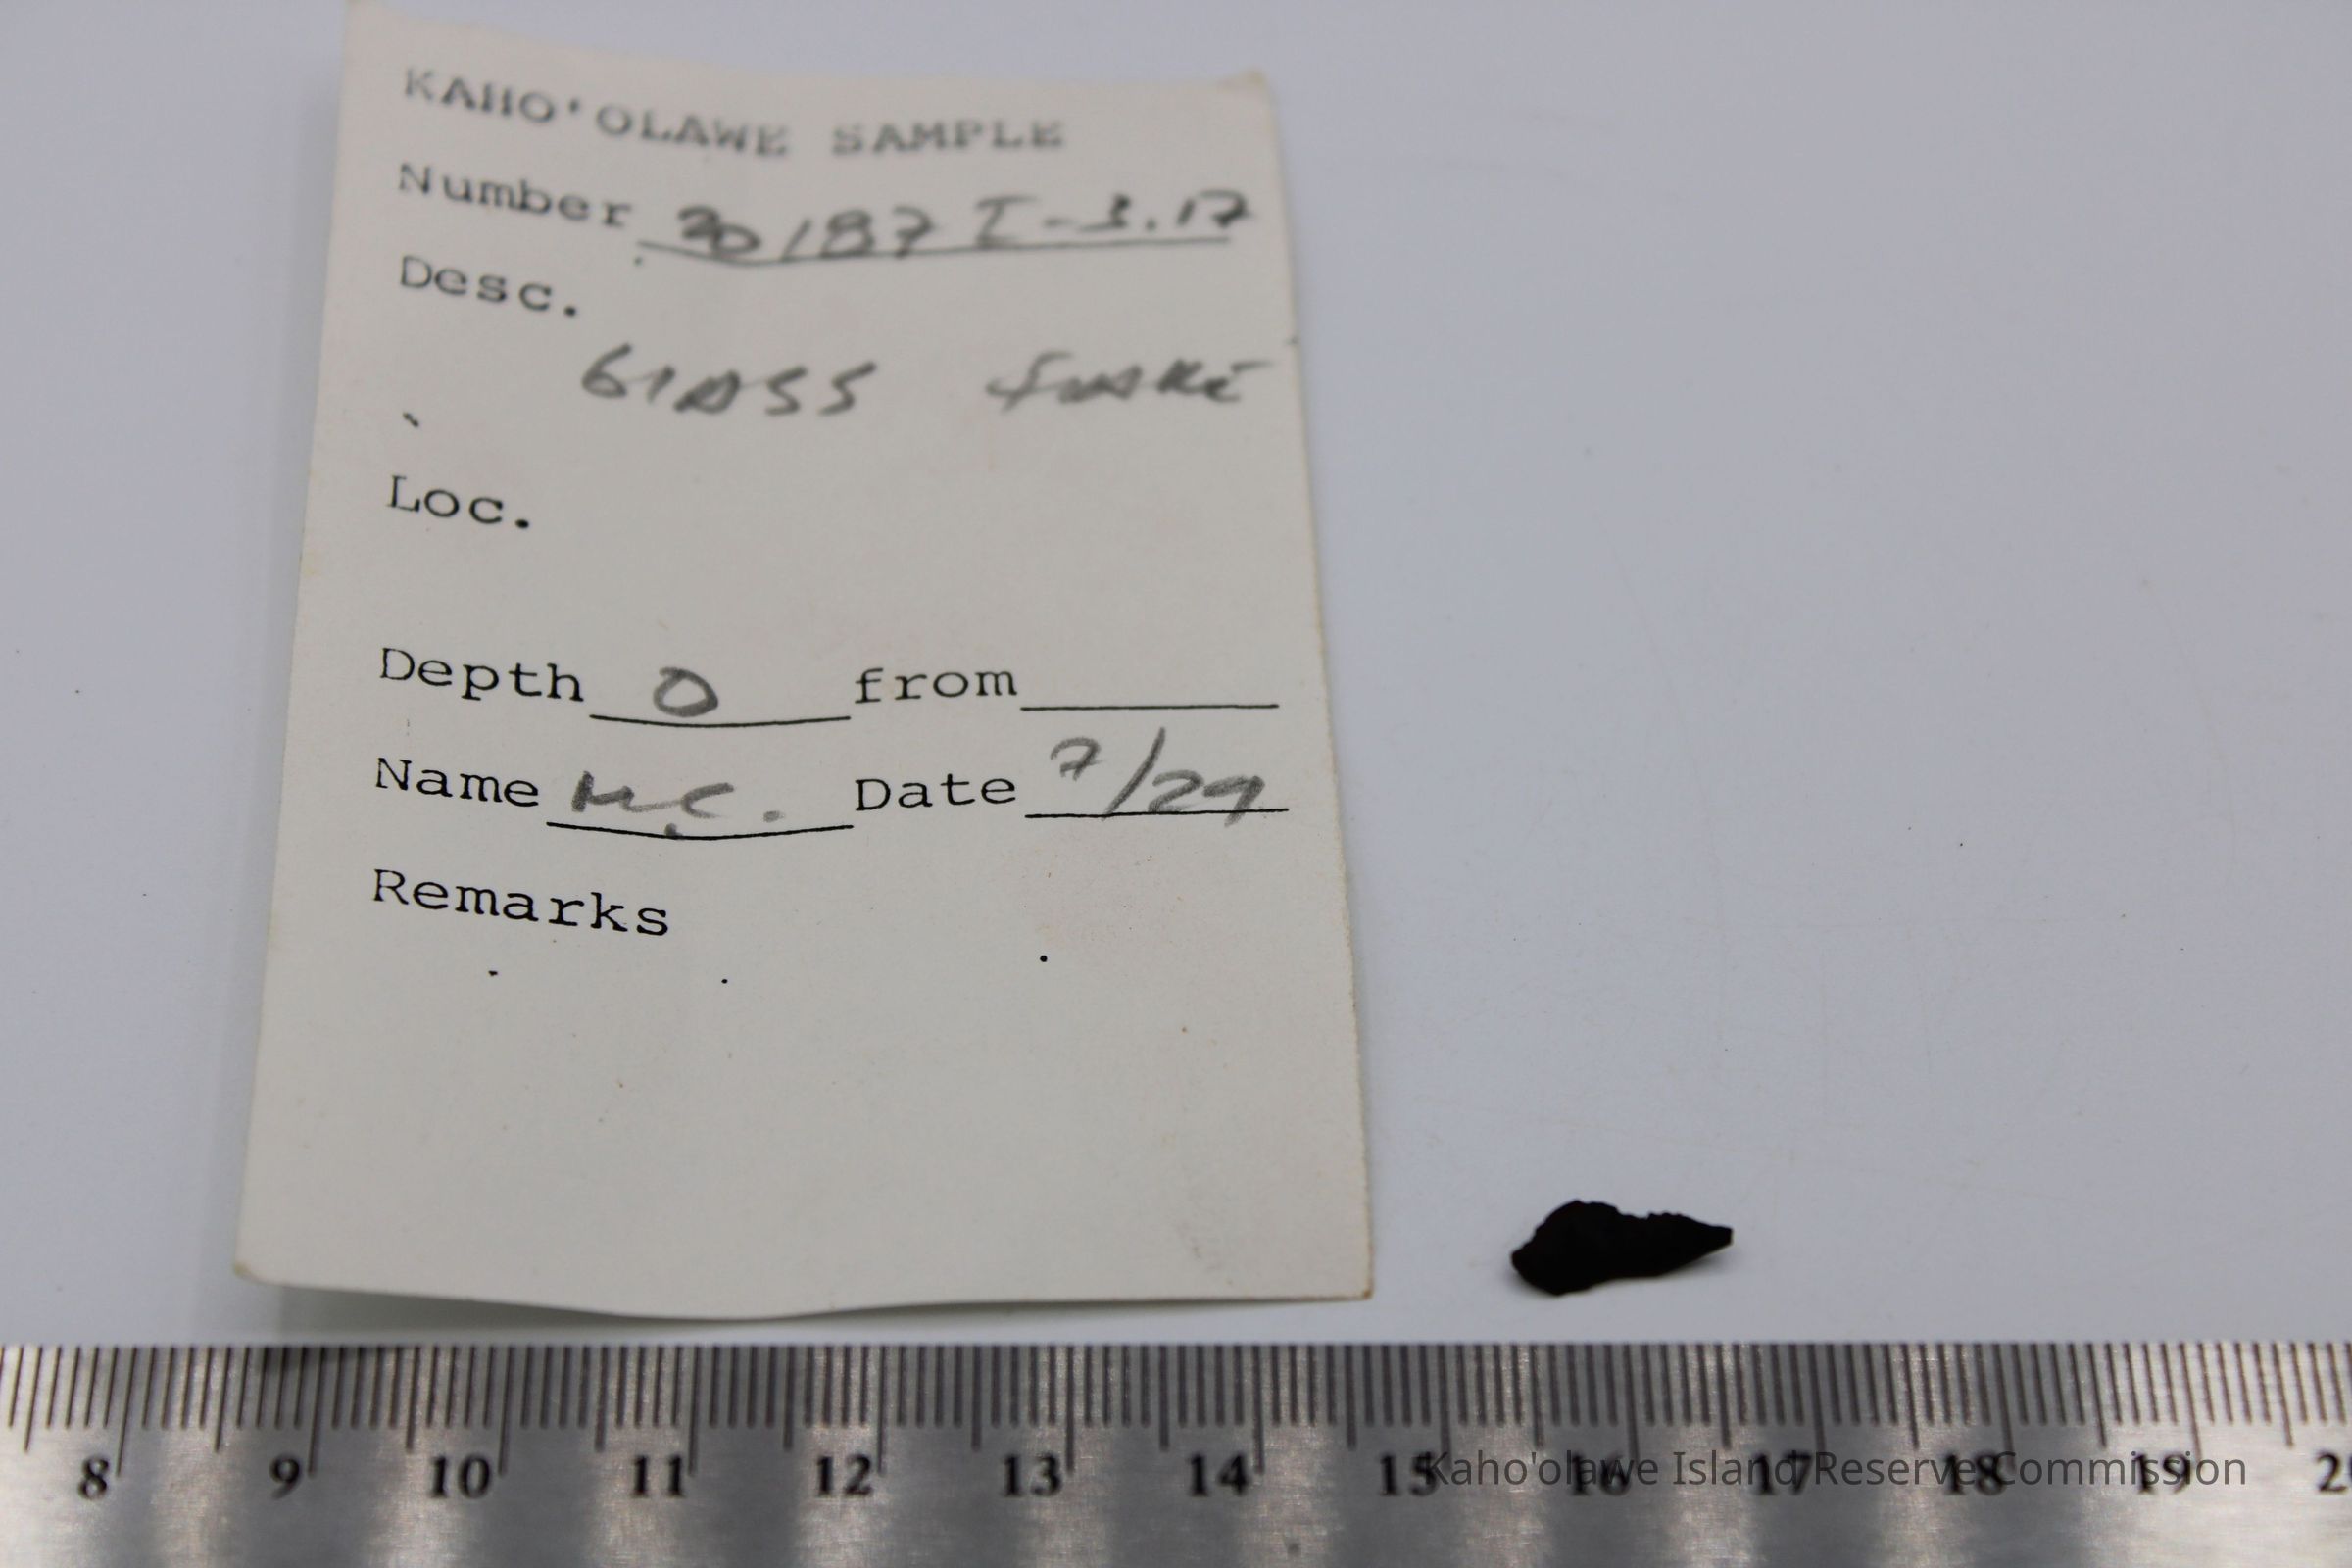 KAHO'OLAWE SAMPLE
Number 30187 I-3.17
Desc.
GLASS FLAKE
Loc.
Depth 0 from
Name M.C. Date 7/29
Remarks
8 9 10 11 12 13 14 15 16 17 18 19
Kaho'olawe Island Reserve Commission